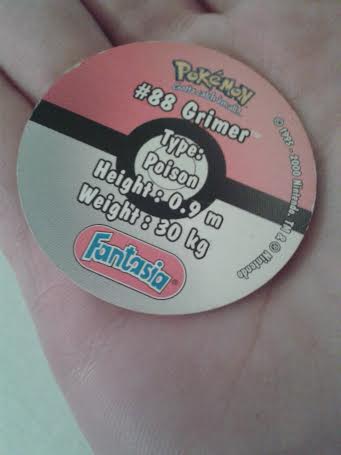 Pokémon
Gotta catch 'em all!
#88 Grimer™
Type:
Poison
Height: 0.9 m
Weight: 30 kg
Fantasia®
© 1995-2000 Nintendo, TM & ® Nintendo